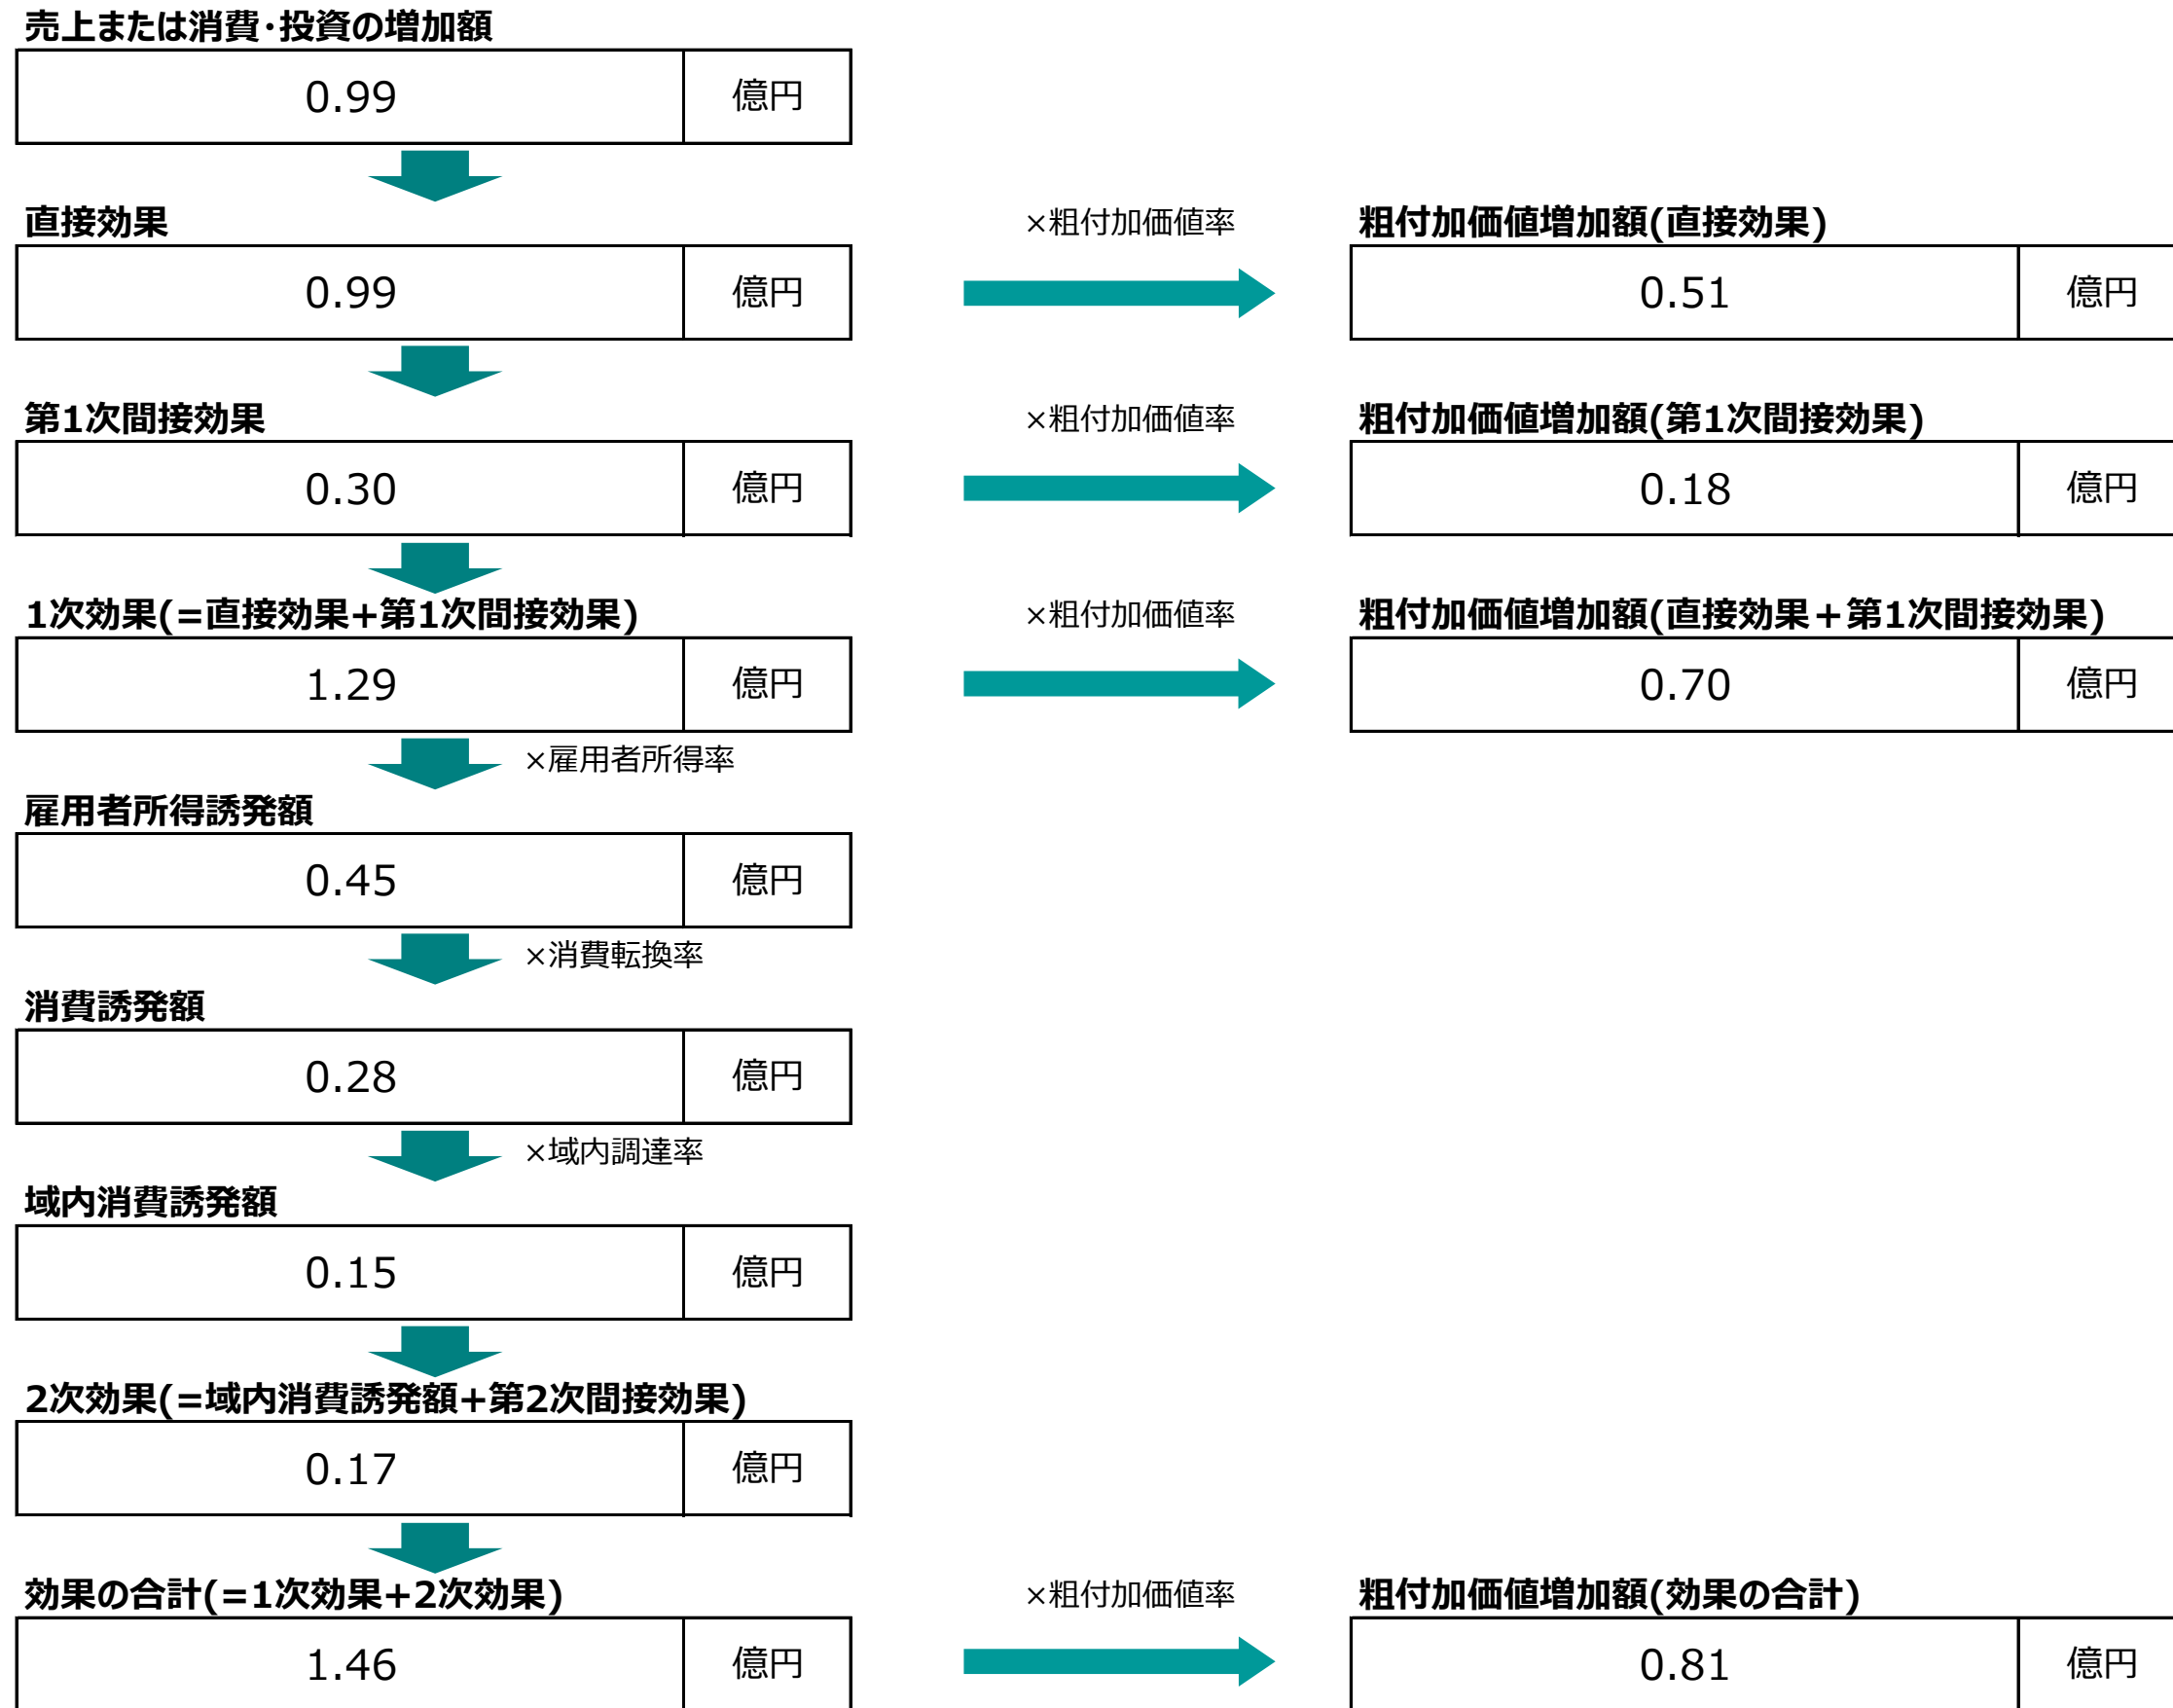 売上または消費・投資の増加額
0.99 億円
直接効果 ×粗付加価値率 粗付加価値増加額(直接効果)
0.99 億円 0.51 億円
第1次間接効果 ×粗付加価値率 粗付加価値増加額(第1次間接効果)
0.30 億円 0.18 億円
1次効果(=直接効果+第1次間接効果) ×粗付加価値率 粗付加価値増加額(直接効果+第1次間接効果)
1.29 億円 0.70 億円
×雇用者所得率
雇用者所得誘発額
0.45 億円
×消費転換率
消費誘発額
0.28 億円
×域内調達率
域内消費誘発額
0.15 億円
2次効果(=域内消費誘発額+第2次間接効果)
0.17 億円
効果の合計(=1次効果+2次効果) ×粗付加価値率 粗付加価値増加額(効果の合計)
1.46 億円 0.81 億円